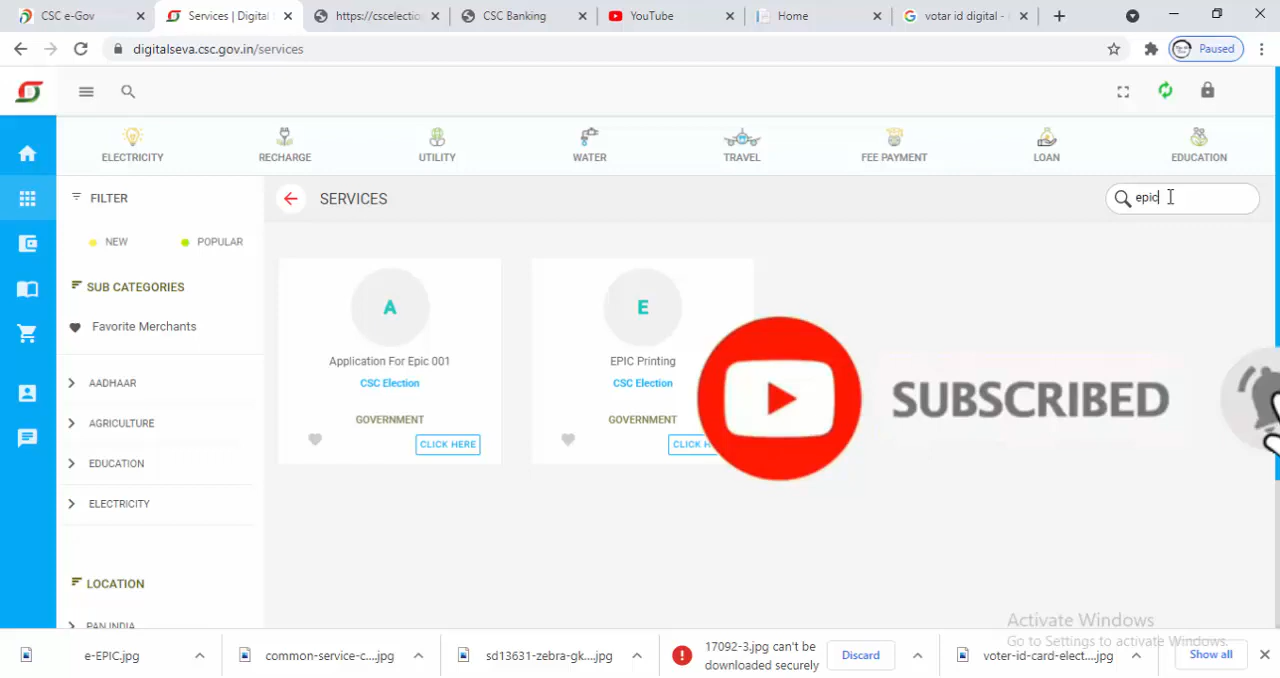 CSC e-Gov
Services | Digital
https://cscelectio
CSC Banking
YouTube
Home
votar id digital -
digitalseva.csc.gov.in/services
Paused
ELECTRICITY
RECHARGE
UTILITY
WATER
TRAVEL
FEE PAYMENT
LOAN
EDUCATION
FILTER
SERVICES
epic
NEW
POPULAR
SUB CATEGORIES
Favorite Merchants
AADHAAR
AGRICULTURE
EDUCATION
ELECTRICITY
LOCATION
PAN INDIA
A
Application For Epic 001
CSC Election
GOVERNMENT
CLICK HERE
E
EPIC Printing
CSC Election
GOVERNMENT
CLICK H
SUBSCRIBED
Activate Windows
Go to Settings to activate Windows.
e-EPIC.jpg
common-service-c....jpg
sd13631-zebra-gk....jpg
17092-3.jpg can't be
downloaded securely
Discard
voter-id-card-elect....jpg
Show all